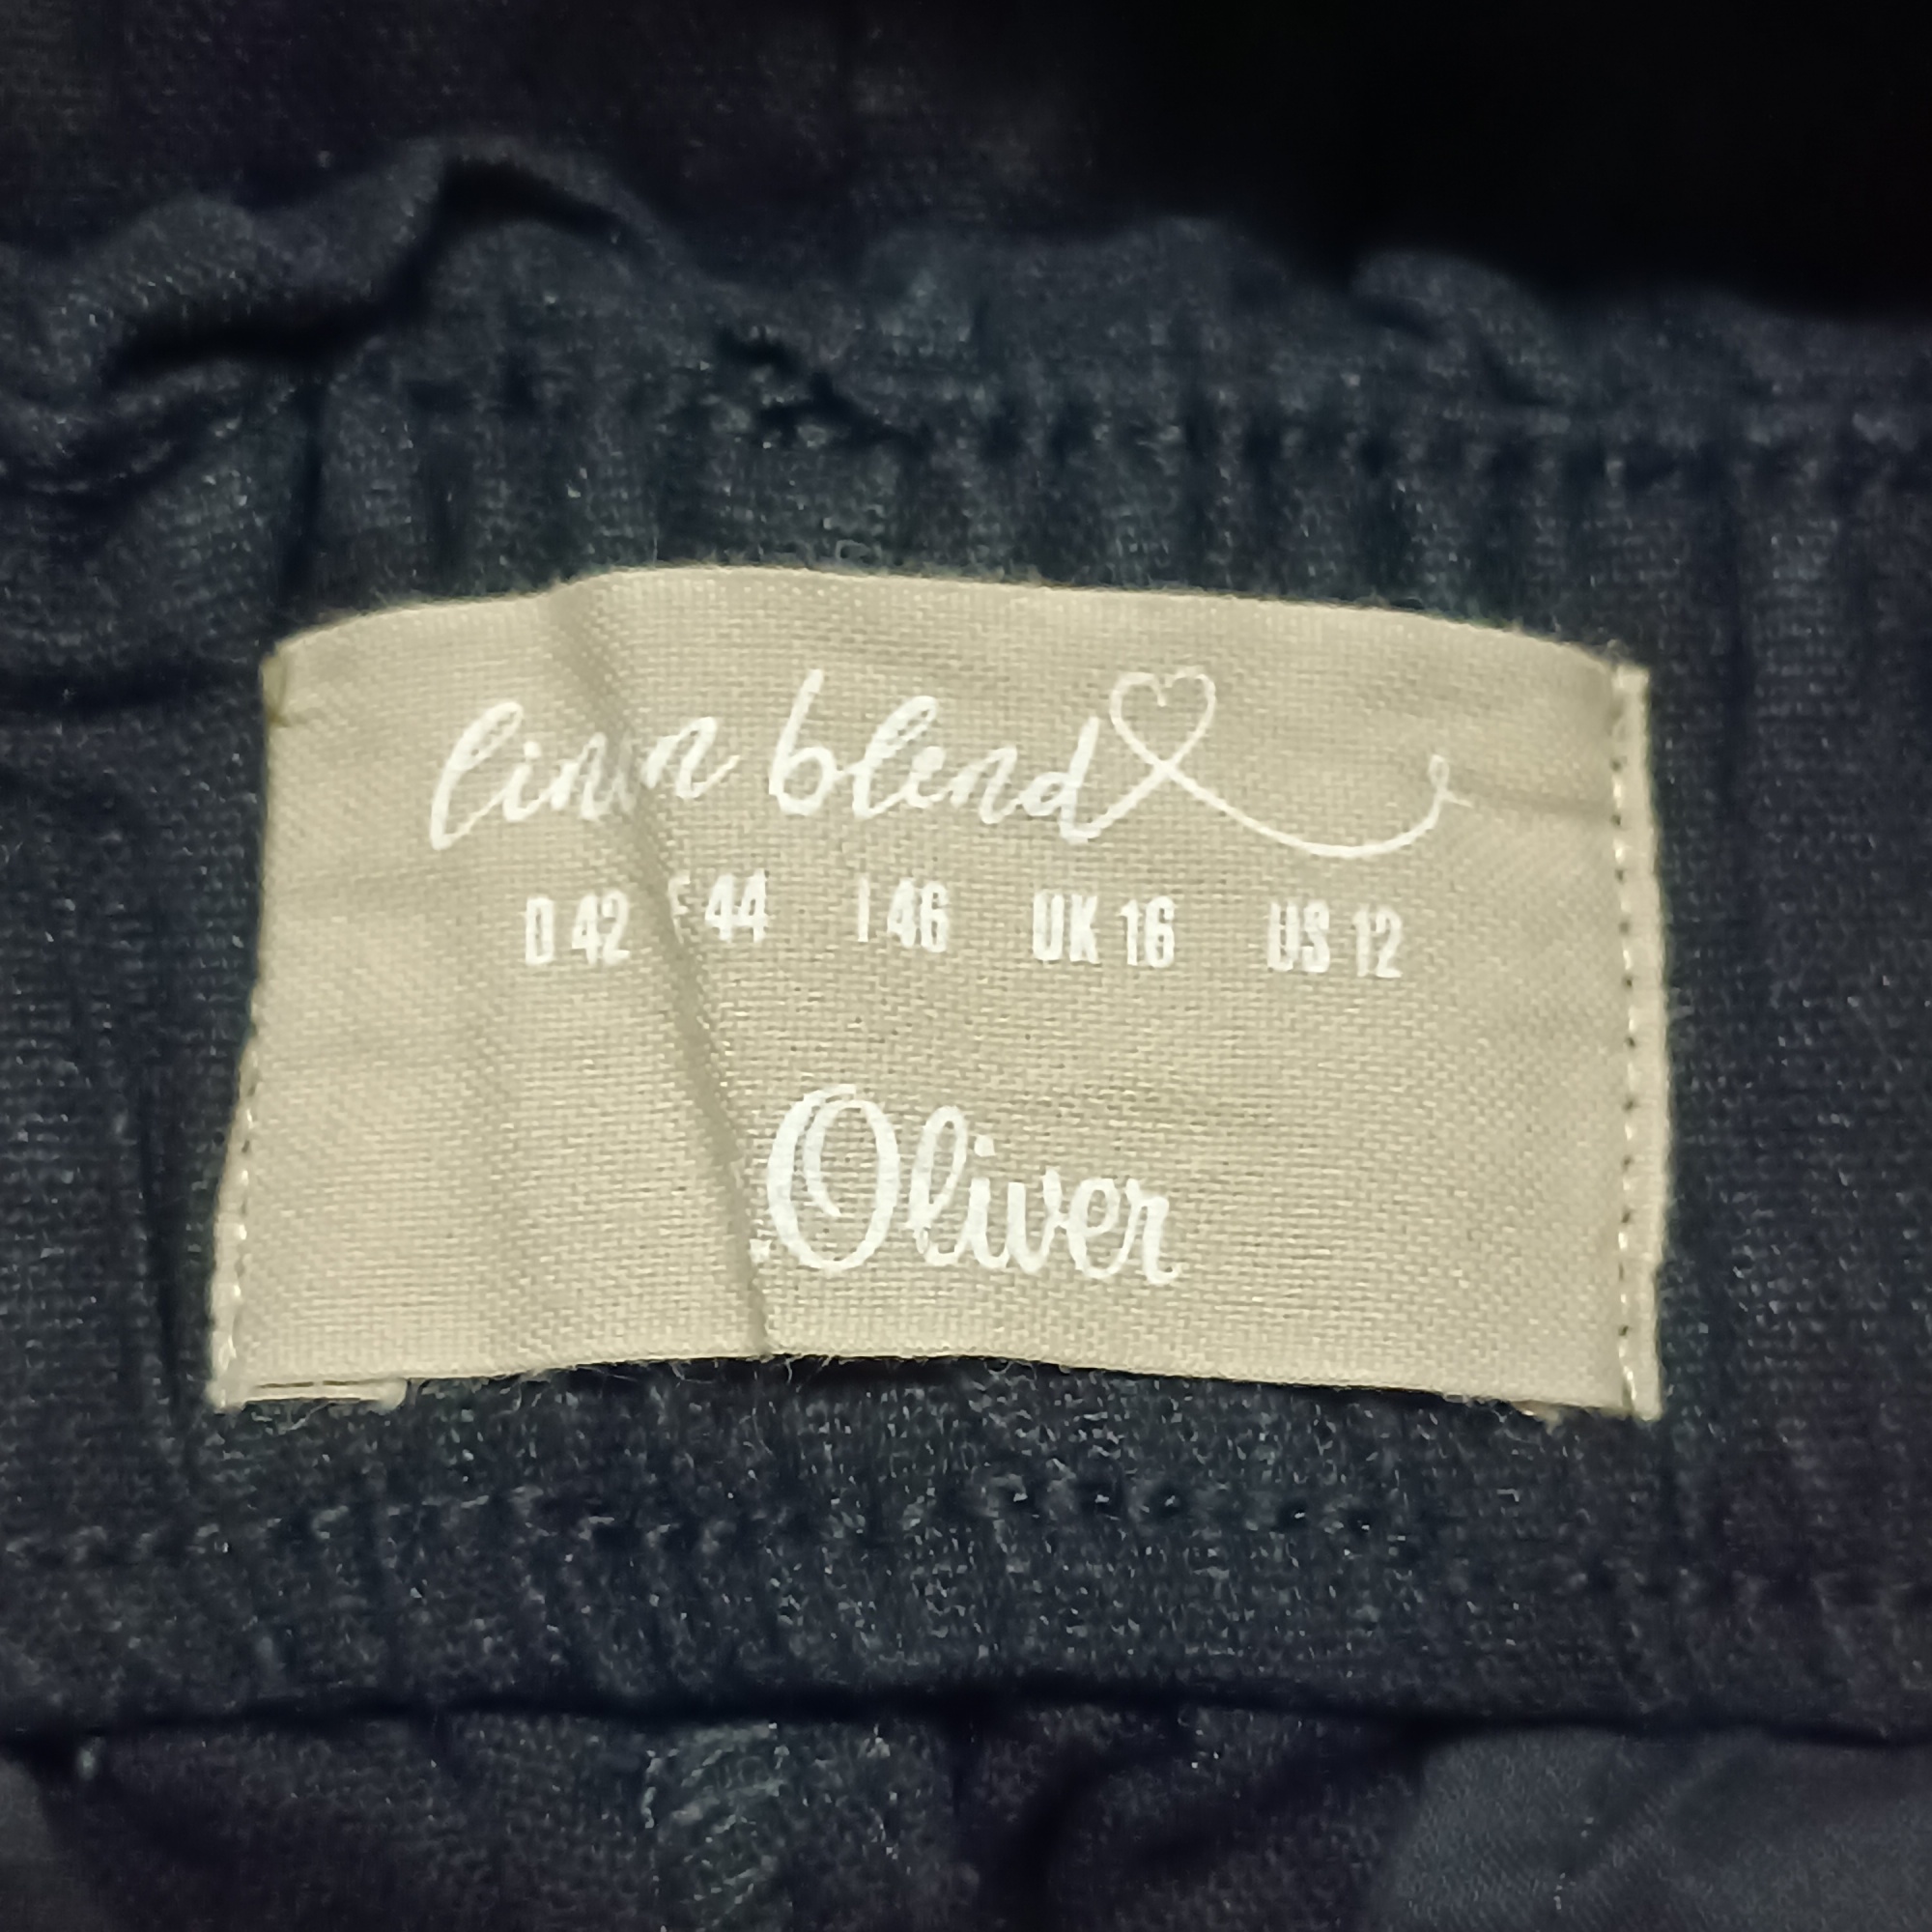 linen blend
D 42 F 44 I 46 UK 16 US 12
.Oliver